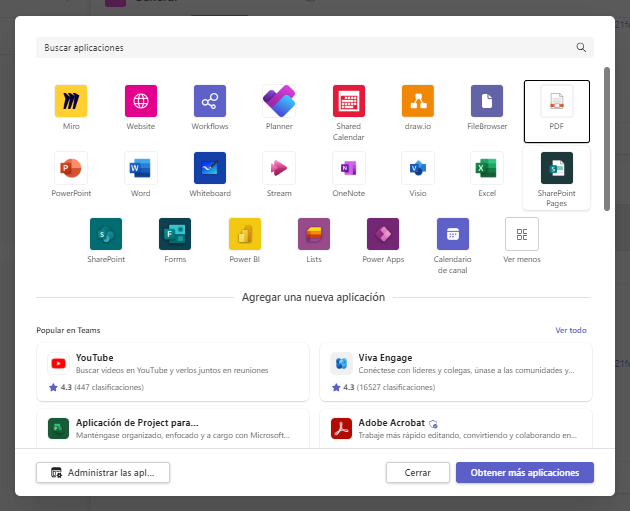 General
Buscar aplicaciones
Miro
Website
Workflows
Planner
Shared
Calendar
draw.io
FileBrowser
PDF
PowerPoint
Word
Whiteboard
Stream
OneNote
Visio
Excel
SharePoint
Pages
SharePoint
Forms
Power BI
Lists
Power Apps
Calendario
de canal
Ver menos
Agregar una nueva aplicación
Popular en Teams
Ver todo
YouTube
Buscar vídeos en YouTube y verlos juntos en reuniones
4.3 (447 clasificaciones)
Viva Engage
Conéctese con líderes y colegas, únase a las comunidades y...
4.3 (16527 clasificaciones)
Aplicación de Project para...
Manténgase organizado, enfocado y a cargo con Microsoft...
Adobe Acrobat
Trabaje más rápido editando, convirtiendo y colaborando en...
Administrar las apl...
Cerrar
Obtener más aplicaciones